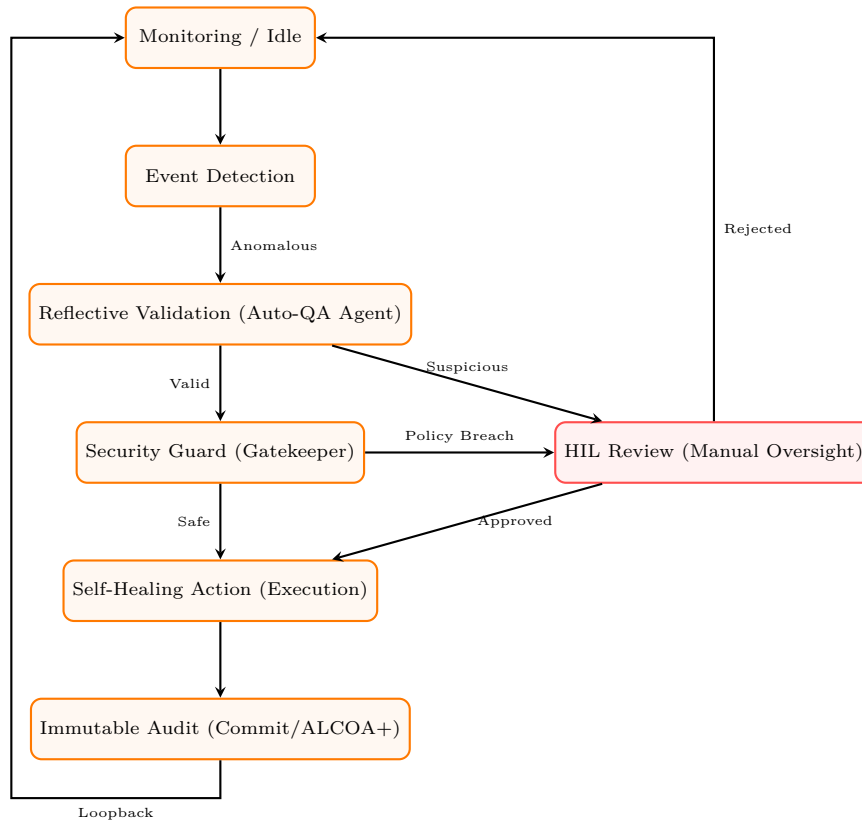 Monitoring / Idle
Event Detection
Rejected
Anomalous
Reflective Validation (Auto-QA Agent)
Suspicious
Valid
Policy Breach
Security Guard (Gatekeeper)
HIL Review (Manual Oversight)
Safe
Approved
Self-Healing Action (Execution)
Immutable Audit (Commit/ALCOA+)
Loopback